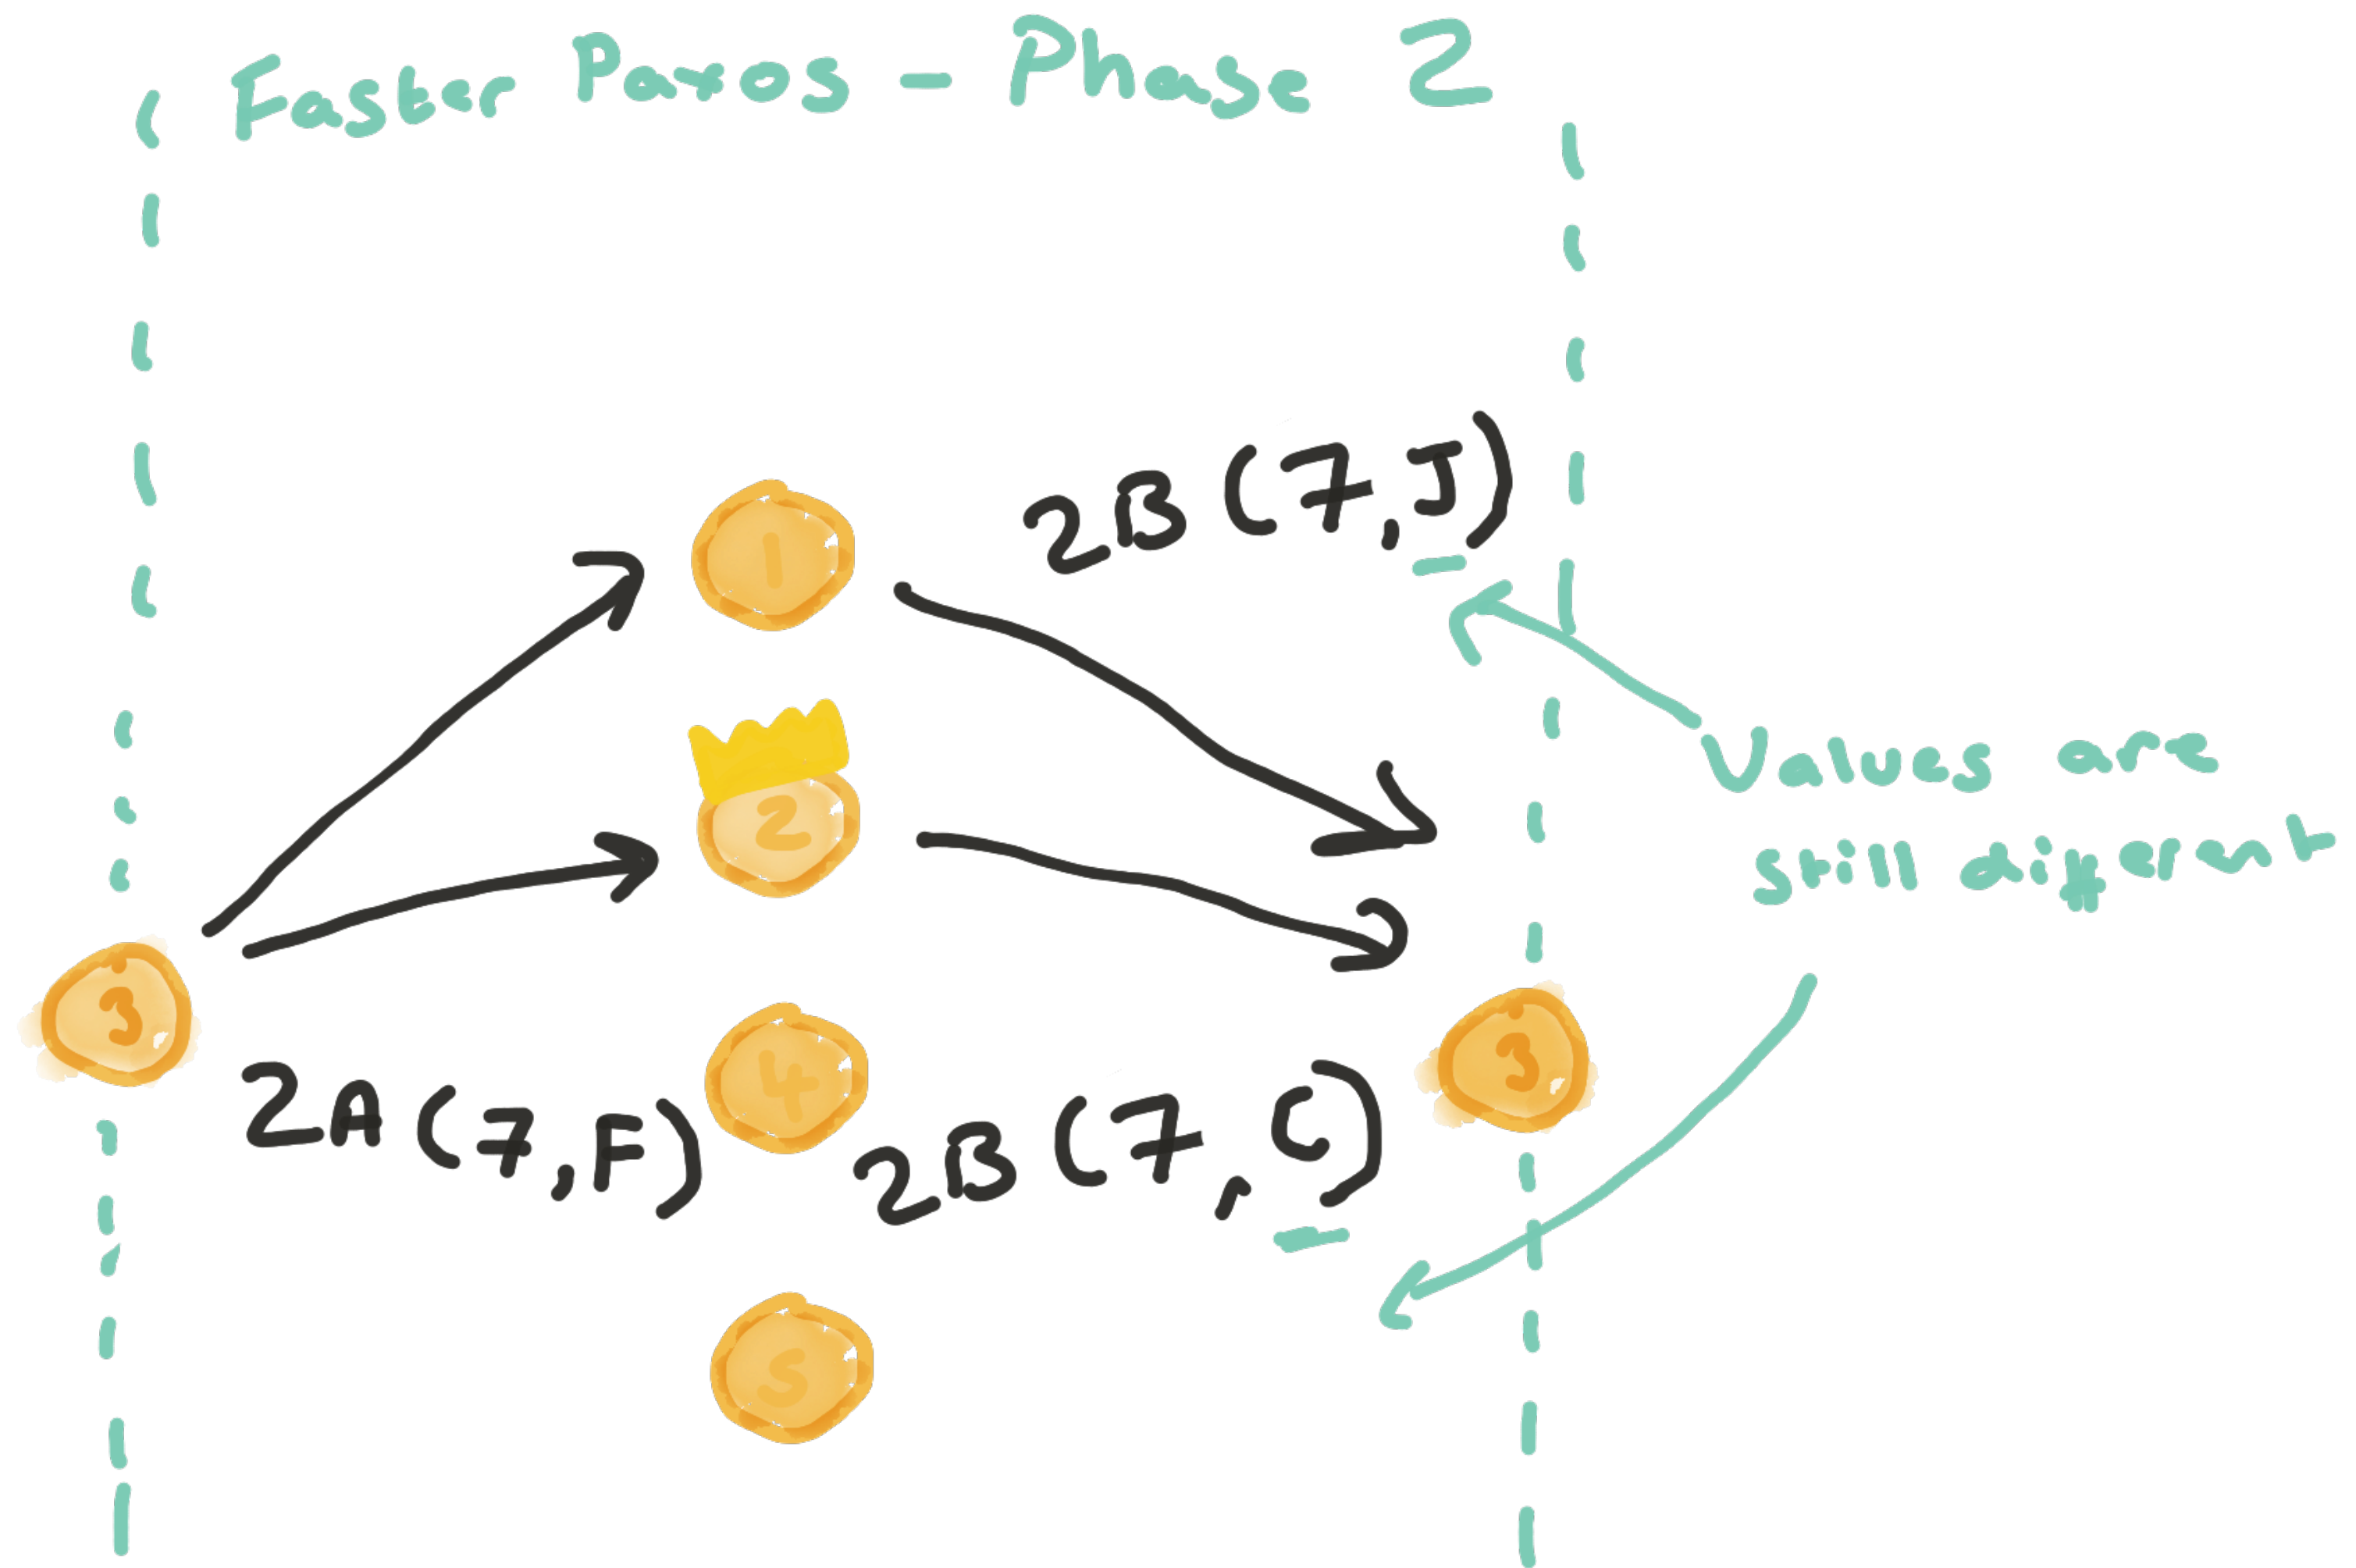 Faster Paxos - Phase 2
2B (7, J)
1
2
Values are
still different
3
2A (7, F)
4
2B (7, C)
3
5